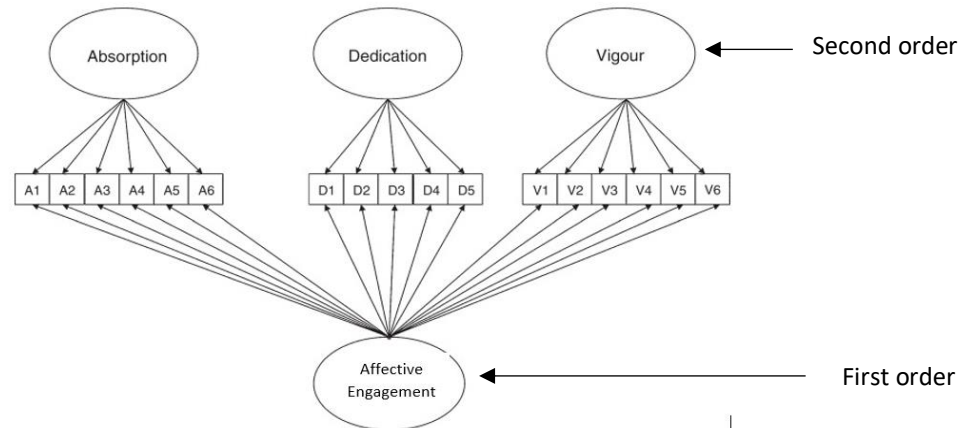 Absorption
Dedication
Vigour
Second order
A1 A2 A3 A4 A5 A6
D1 D2 D3 D4 D5
V1 V2 V3 V4 V5 V6
Affective
Engagement
First order